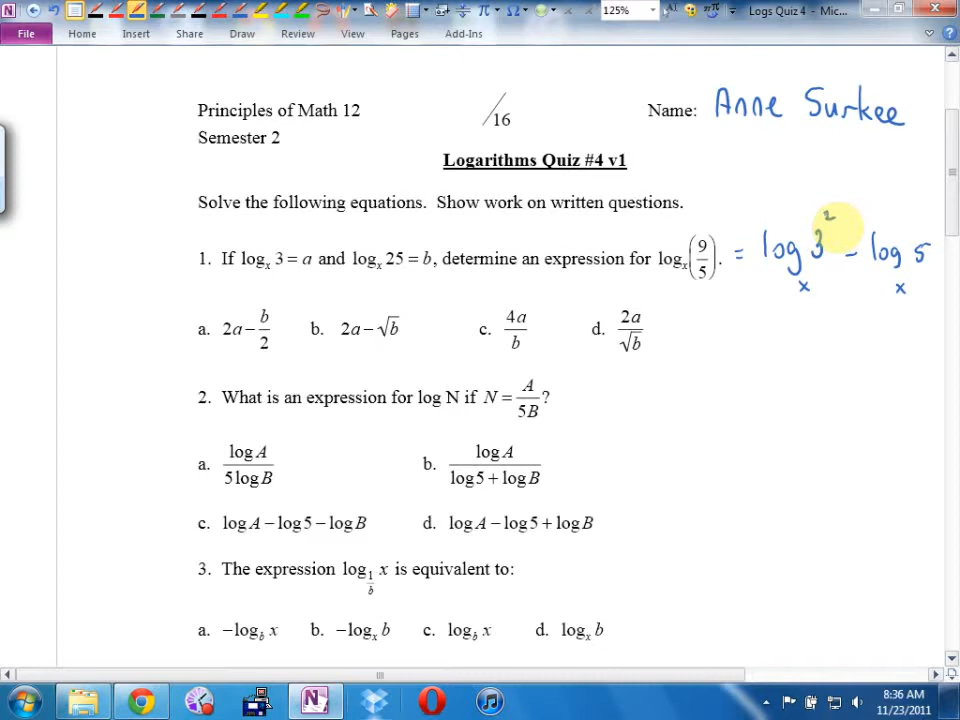 125%
Logs Quiz 4 - Mic...
File Home Insert Share Draw Review View Pages Add-Ins
Principles of Math 12
/16
Name: Anne Surkee
Semester 2
Logarithms Quiz #4 v1
Solve the following equations. Show work on written questions.
1. If logₓ 3 = a and logₓ 25 = b, determine an expression for logₓ(9/5). = logₓ 3² - logₓ 5
a. 2a - b/2 b. 2a - √b c. 4a/b d. 2a/√b
2. What is an expression for log N if N = A/5B?
a. log A/5 log B b. log A/log 5 + log B
c. log A - log 5 - log B d. log A - log 5 + log B
3. The expression log_(1/b) x is equivalent to:
a. -log_b x b. -logₓ b c. log_b x d. logₓ b
8:36 AM
11/23/2011